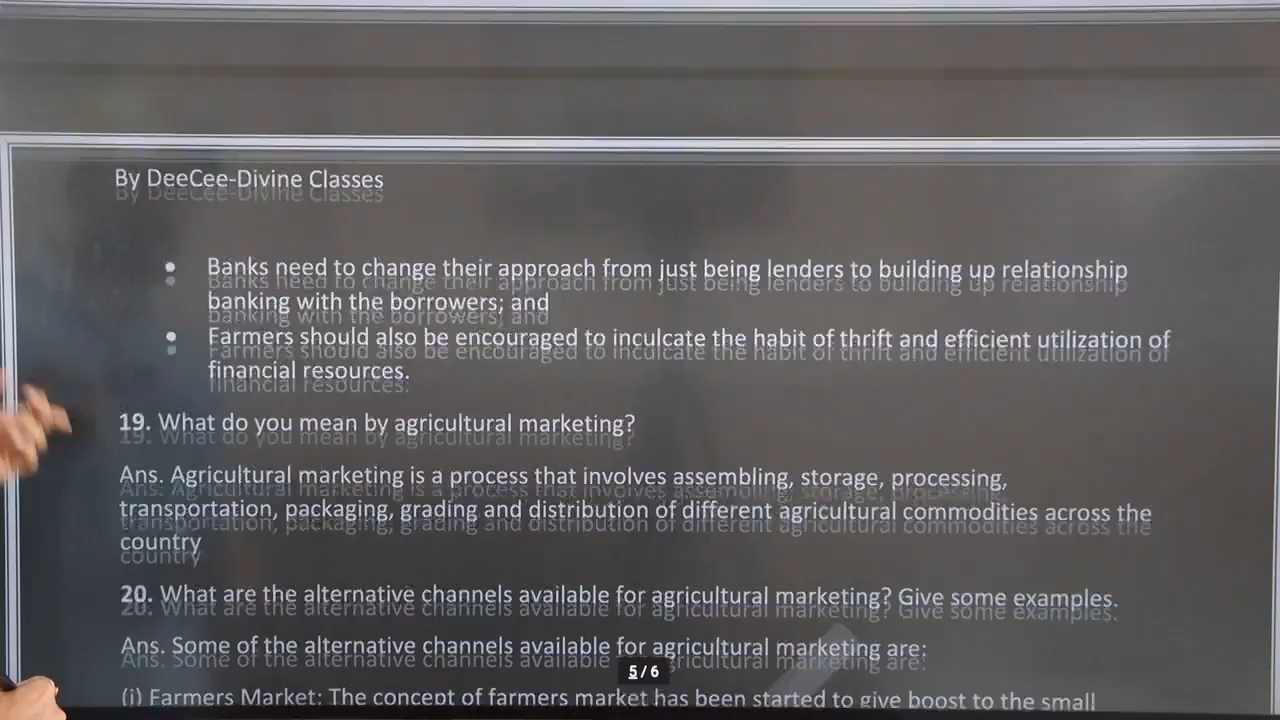 By DeeCee-Divine Classes
• Banks need to change their approach from just being lenders to building up relationship
banking with the borrowers; and
• Farmers should also be encouraged to inculcate the habit of thrift and efficient utilization of
financial resources.
19. What do you mean by agricultural marketing?
Ans. Agricultural marketing is a process that involves assembling, storage, processing,
transportation, packaging, grading and distribution of different agricultural commodities across the
country
20. What are the alternative channels available for agricultural marketing? Give some examples.
Ans. Some of the alternative channels available for agricultural marketing are:
5/6
(i) Farmers Market: The concept of farmers market has been started to give boost to the small